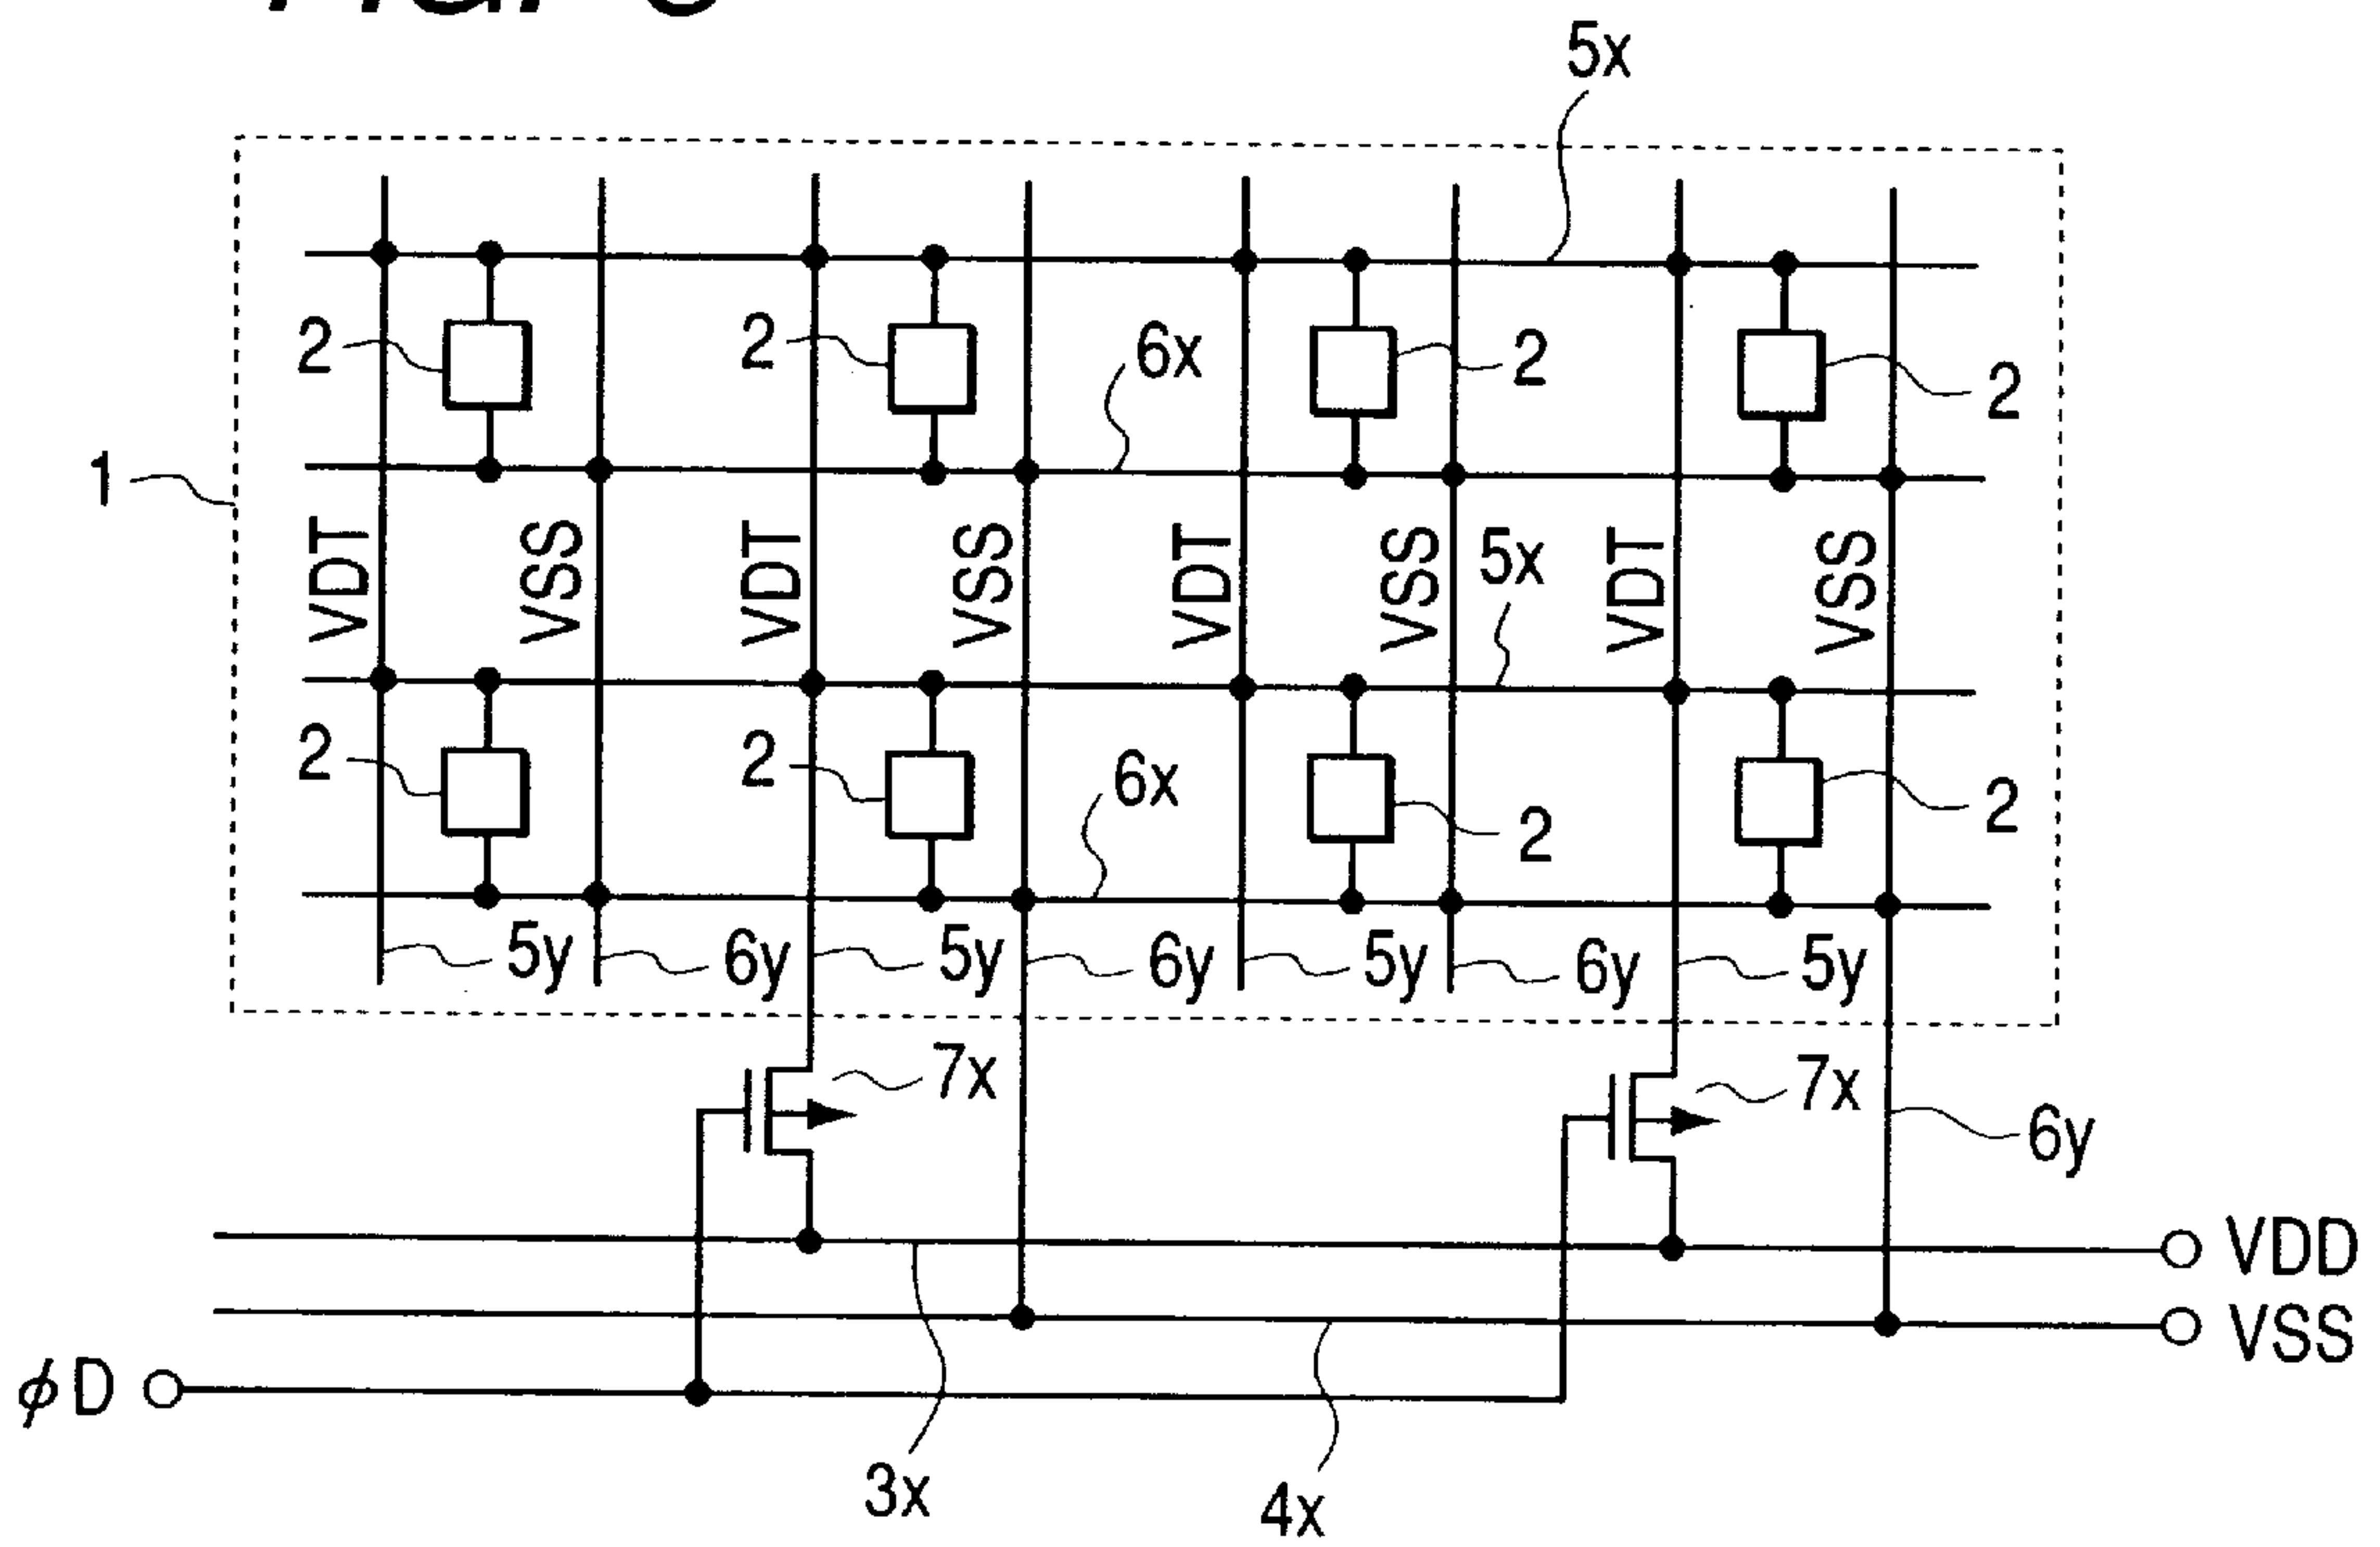 5x
2 2 6x 2 2
1
VDT VSS VDT VSS VDT VSS 5x VDT VSS
2 2 6x 2 2
5y 6y 5y 6y 5y 6y 5y
7x 7x
6y
VDD
VSS
φD
3x
4x